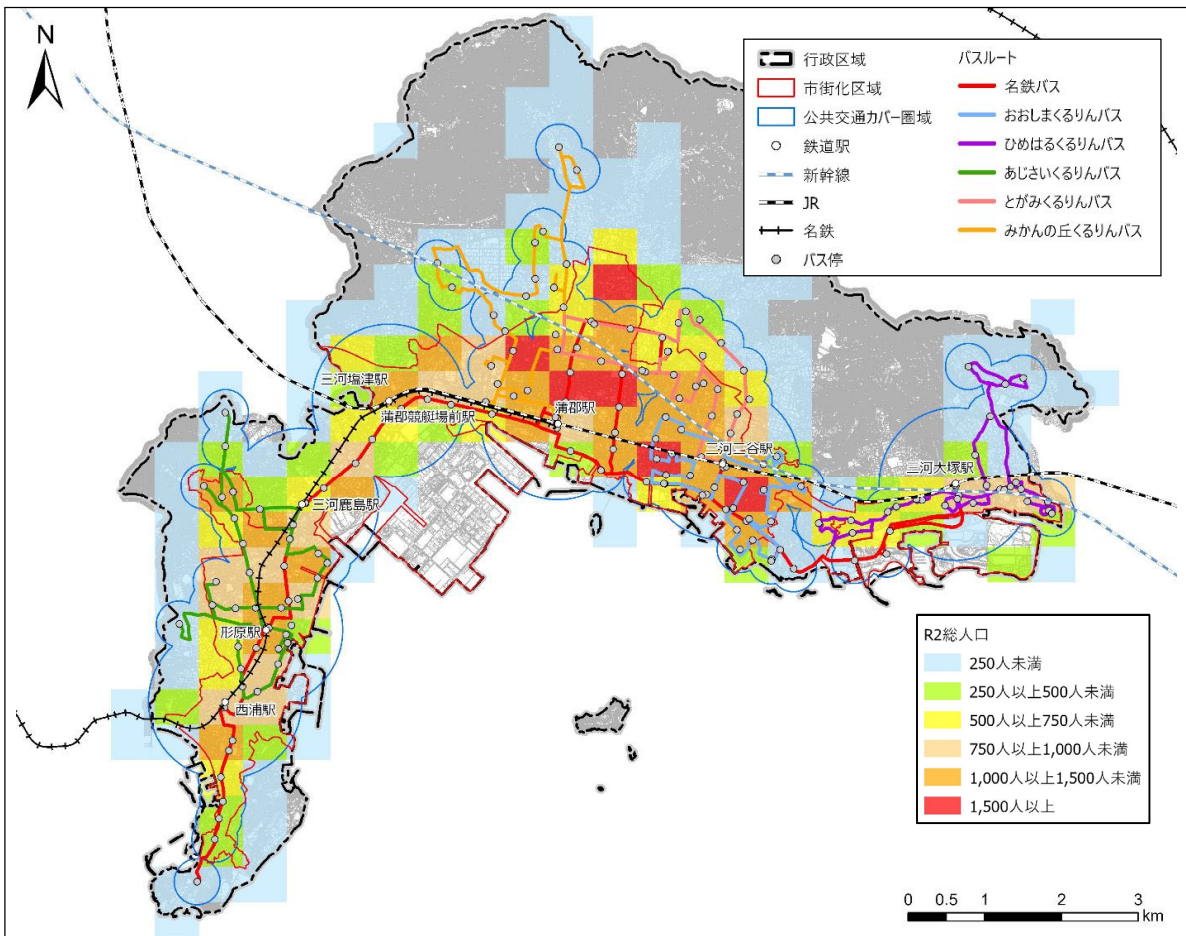 N
行政区域
市街化区域
公共交通カバー圏域
鉄道駅
新幹線
JR
名鉄
バス停
バスルート
名鉄バス
おおしまくるりんバス
ひめはるくるりんバス
あじさいくるりんバス
とがみくるりんバス
みかんの丘くるりんバス
三河塩津駅
蒲郡競艇場前駅
蒲郡駅
三河三谷駅
三河大塚駅
三河鹿島駅
形原駅
西浦駅
R2総人口
250人未満
250人以上500人未満
500人以上750人未満
750人以上1,000人未満
1,000人以上1,500人未満
1,500人以上
0 0.5 1 2 3
km